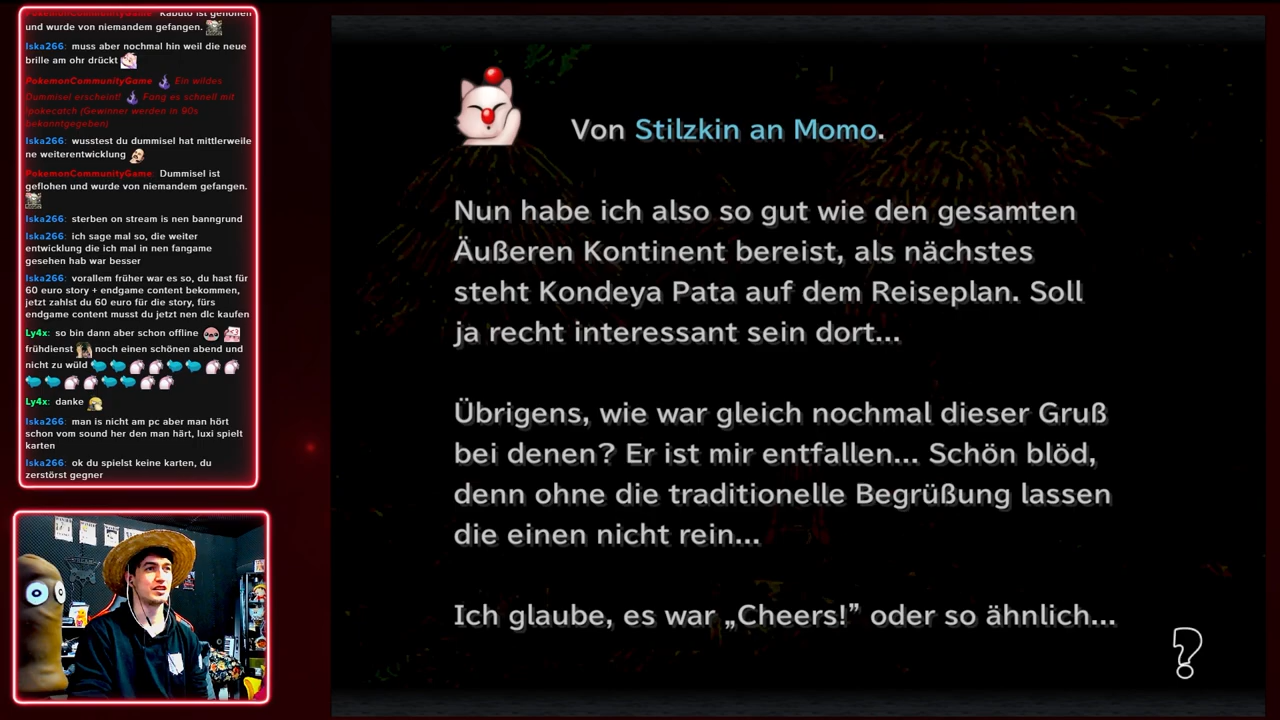 Kabuto ist geflohen
und wurde von niemandem gefangen.
Iska266: muss aber nochmal hin weil die neue
brille am ohr drückt
PokemonCommunityGame Ein wildes
Dummisel erscheint! Fang es schnell mit
!pokecatch (Gewinner werden in 90s
bekanntgegeben)
Iska266: wusstest du dummisel hat mittlerweile
ne weiterentwicklung
PokemonCommunityGame: Dummisel ist
geflohen und wurde von niemandem gefangen.
Iska266: sterben on stream is nen banngrund
Iska266: ich sage mal so, die weiter
entwicklung die ich mal in nen fangame
gesehen hab war besser
Iska266: vorallem früher war es so, du hast für
60 euro story + endgame content bekommen,
jetzt zahlst du 60 euro für die story, fürs
endgame content musst du jetzt nen dlc kaufen
Ly4x: so bin dann aber schon offline
frühdienst noch einen schönen abend und
nicht zu wüld
Ly4x: danke
Iska266: man is nicht am pc aber man hört
schon vom sound her den man härt, luxi spielt
karten
Iska266: ok du spielst keine karten, du
zerstörst gegner
Von Stilzkin an Momo.
Nun habe ich also so gut wie den gesamten
Äußeren Kontinent bereist, als nächstes
steht Kondeya Pata auf dem Reiseplan. Soll
ja recht interessant sein dort...
Übrigens, wie war gleich nochmal dieser Gruß
bei denen? Er ist mir entfallen... Schön blöd,
denn ohne die traditionelle Begrüßung lassen
die einen nicht rein...
Ich glaube, es war „Cheers!” oder so ähnlich...
?